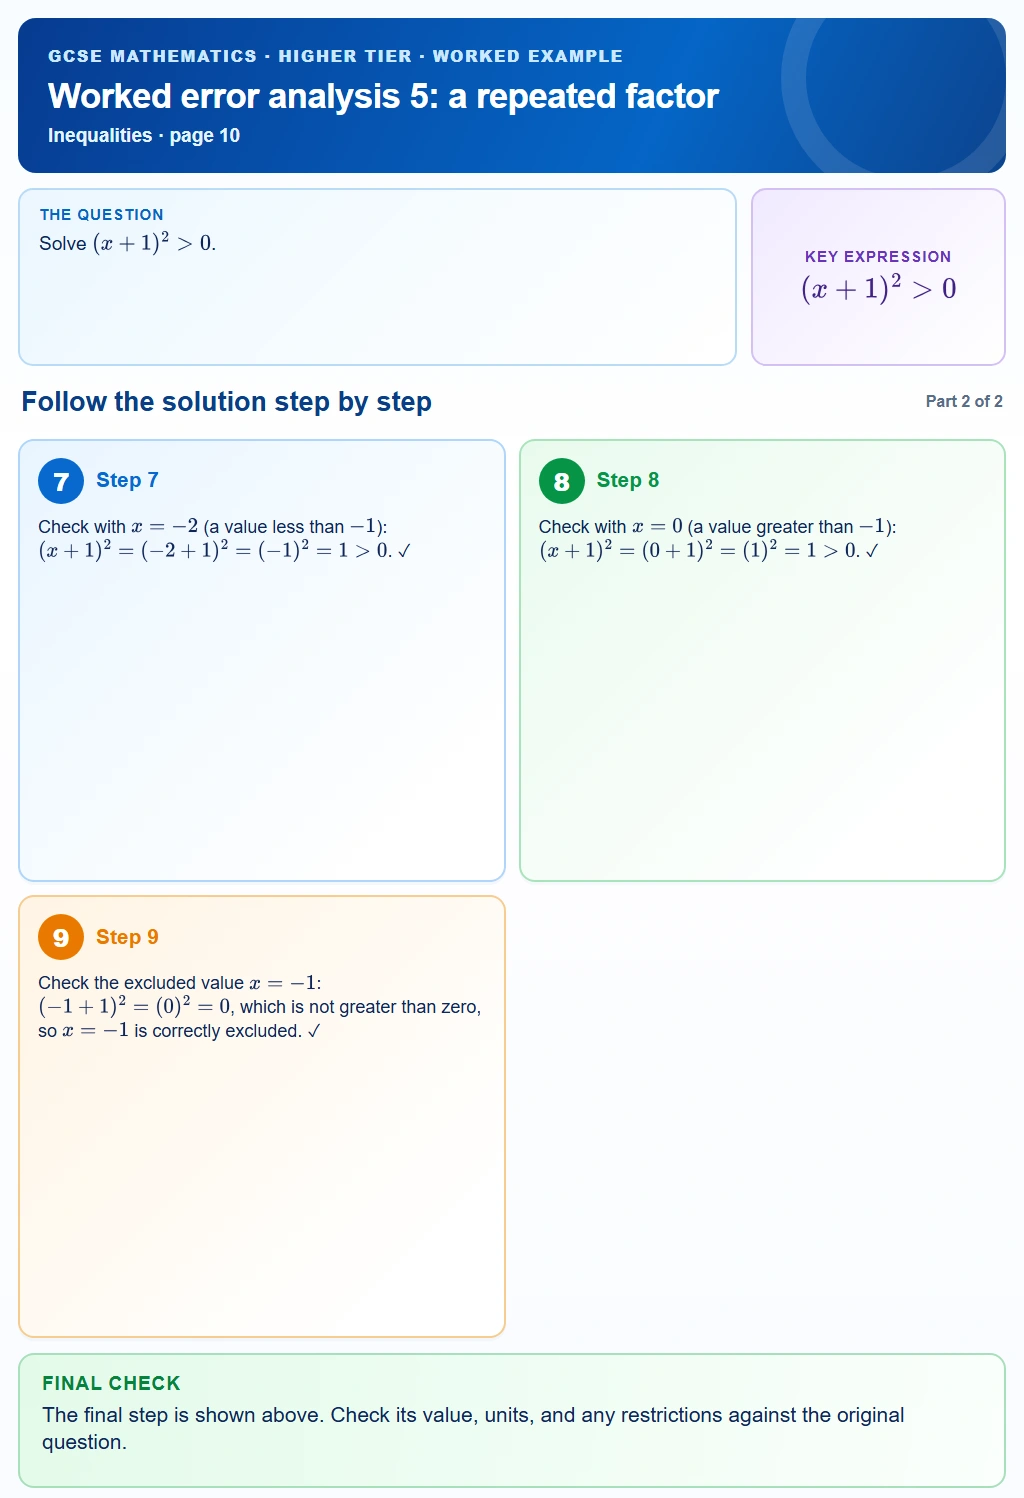 GCSE MATHEMATICS · HIGHER TIER · WORKED EXAMPLE
Worked error analysis 5: a repeated factor
Inequalities · page 10
THE QUESTION
Solve (x + 1)² > 0.
KEY EXPRESSION
(x + 1)² > 0
Follow the solution step by step
Part 2 of 2
7 Step 7
Check with x = −2 (a value less than −1):
(x + 1)² = (−2 + 1)² = (−1)² = 1 > 0. ✓
8 Step 8
Check with x = 0 (a value greater than −1):
(x + 1)² = (0 + 1)² = (1)² = 1 > 0. ✓
9 Step 9
Check the excluded value x = −1:
(−1 + 1)² = (0)² = 0, which is not greater than zero,
so x = −1 is correctly excluded. ✓
FINAL CHECK
The final step is shown above. Check its value, units, and any restrictions against the original
question.